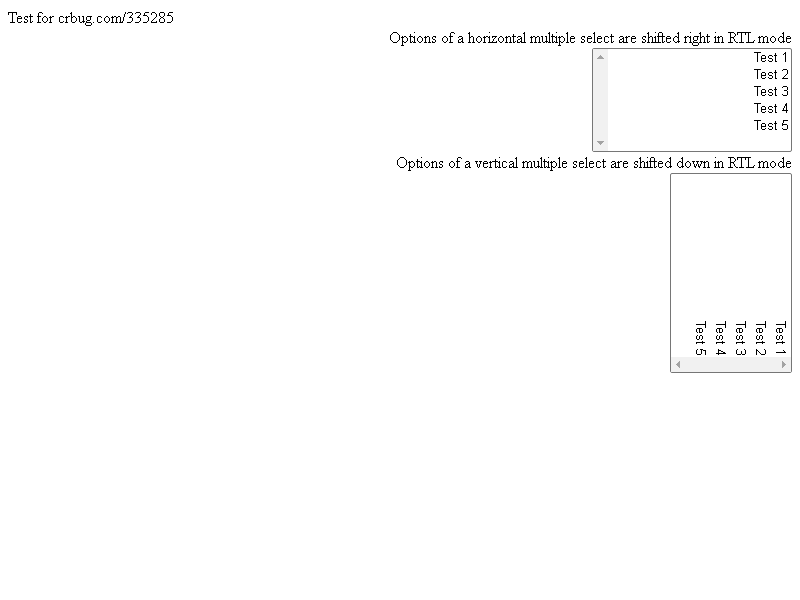 Test for crbug.com/335285
Options of a horizontal multiple select are shifted right in RTL mode
Test 1
Test 2
Test 3
Test 4
Test 5
Options of a vertical multiple select are shifted down in RTL mode
Test 1
Test 2
Test 3
Test 4
Test 5